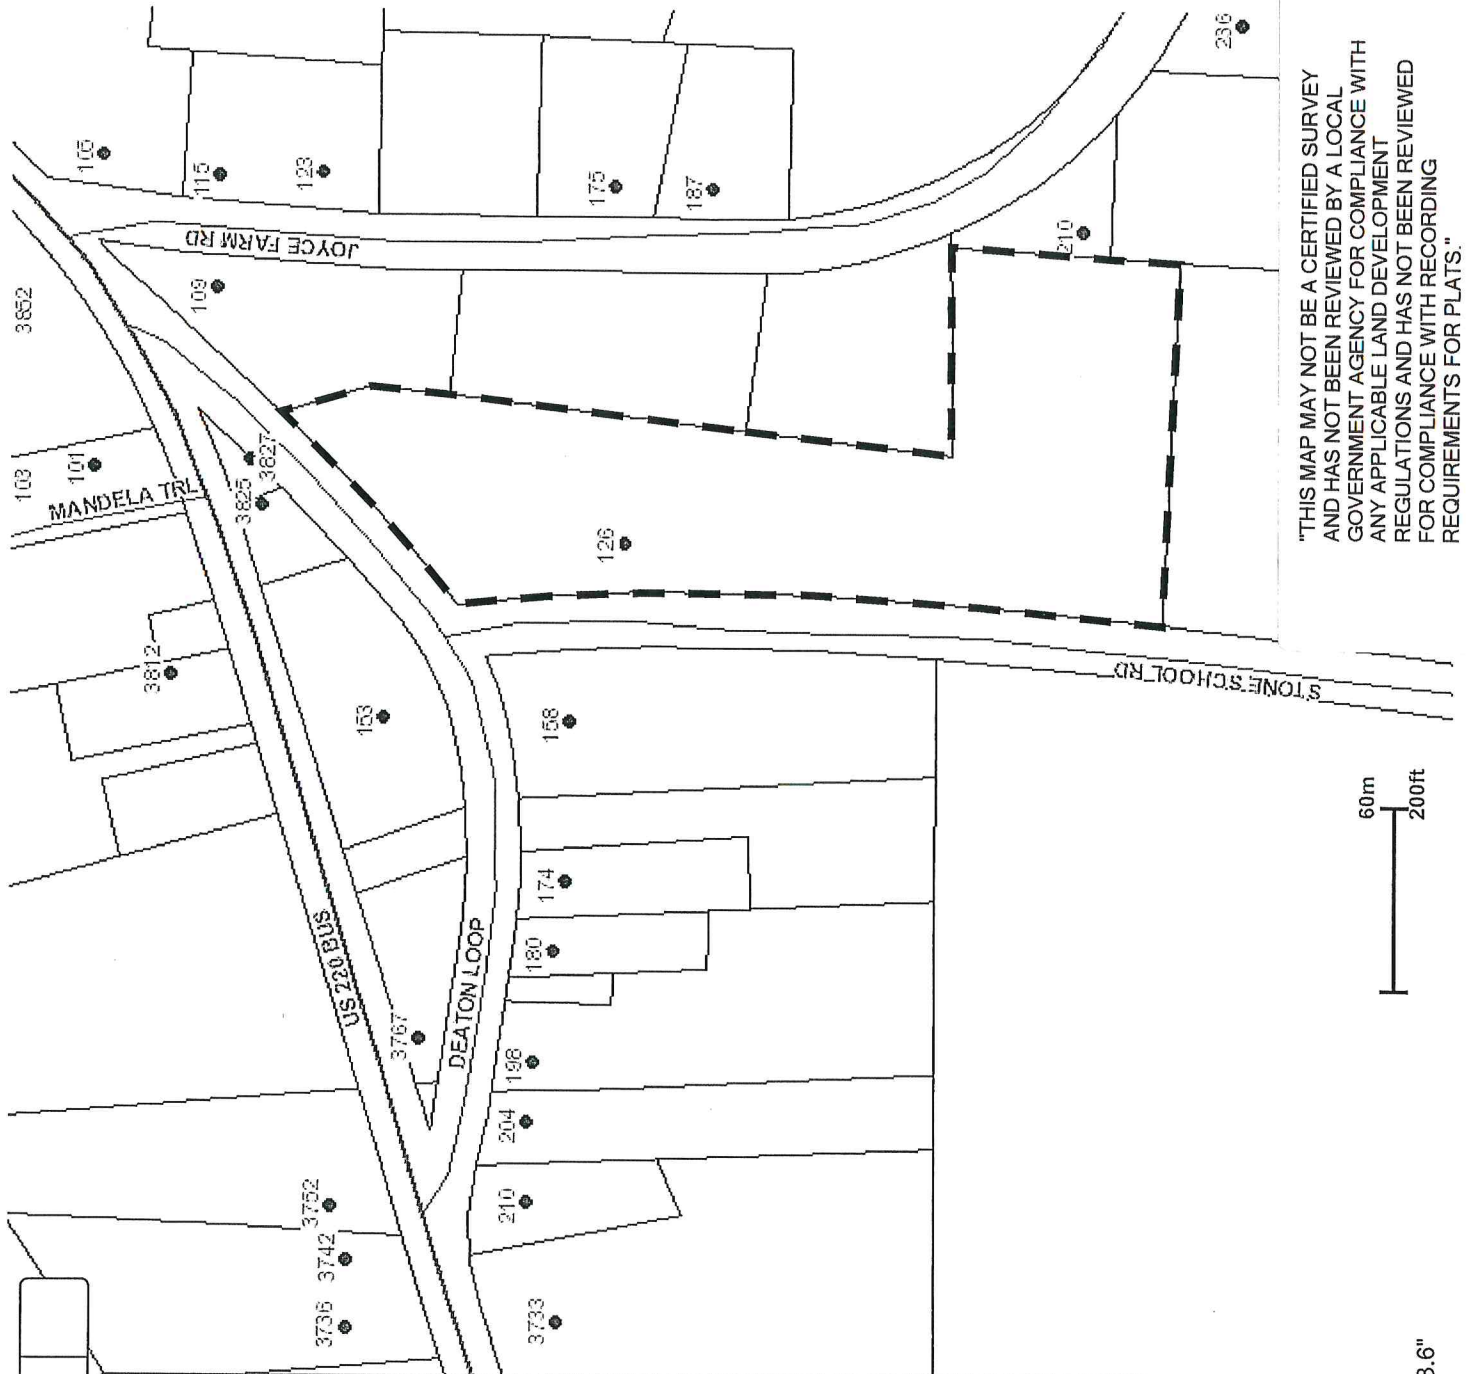 3852
105
115
123
JOYCE FARM RD
109
103
101
MANDELA TRL
3827
3825
175
187
236
210
126
3812
153
158
STONE SCHOOL RD
US 220 BUS
174
180
DEATON LOOP
3767
198
204
210
3752
3742
3736
3733
60m
200ft
"THIS MAP MAY NOT BE A CERTIFIED SURVEY
AND HAS NOT BEEN REVIEWED BY A LOCAL
GOVERNMENT AGENCY FOR COMPLIANCE WITH
ANY APPLICABLE LAND DEVELOPMENT
REGULATIONS AND HAS NOT BEEN REVIEWED
FOR COMPLIANCE WITH RECORDING
REQUIREMENTS FOR PLATS."
3.6"